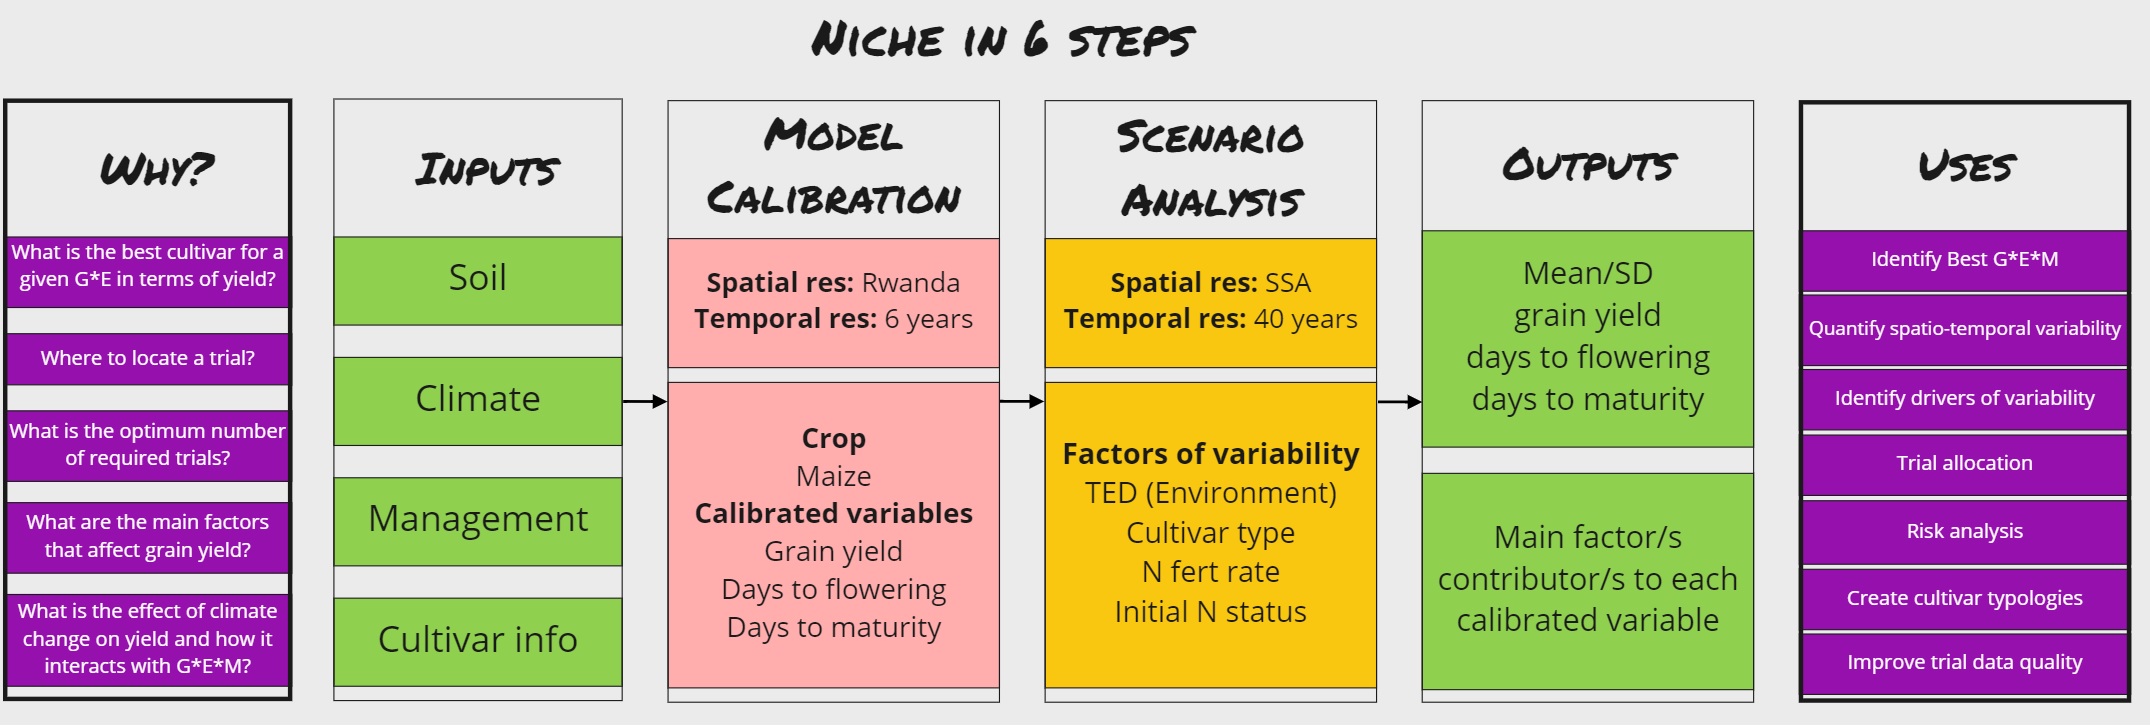 Niche in 6 steps
Why?
What is the best cultivar for a
given G*E in terms of yield?
Where to locate a trial?
What is the optimum number
of required trials?
What are the main factors
that affect grain yield?
What is the effect of climate
change on yield and how it
interacts with G*E*M?
Inputs
Soil
Climate
Management
Cultivar info
Model
Calibration
Spatial res: Rwanda
Temporal res: 6 years
Crop
Maize
Calibrated variables
Grain yield
Days to flowering
Days to maturity
Scenario
Analysis
Spatial res: SSA
Temporal res: 40 years
Factors of variability
TED (Environment)
Cultivar type
N fert rate
Initial N status
Outputs
Mean/SD
grain yield
days to flowering
days to maturity
Main factor/s
contributor/s to each
calibrated variable
Uses
Identify Best G*E*M
Quantify spatio-temporal variability
Identify drivers of variability
Trial allocation
Risk analysis
Create cultivar typologies
Improve trial data quality